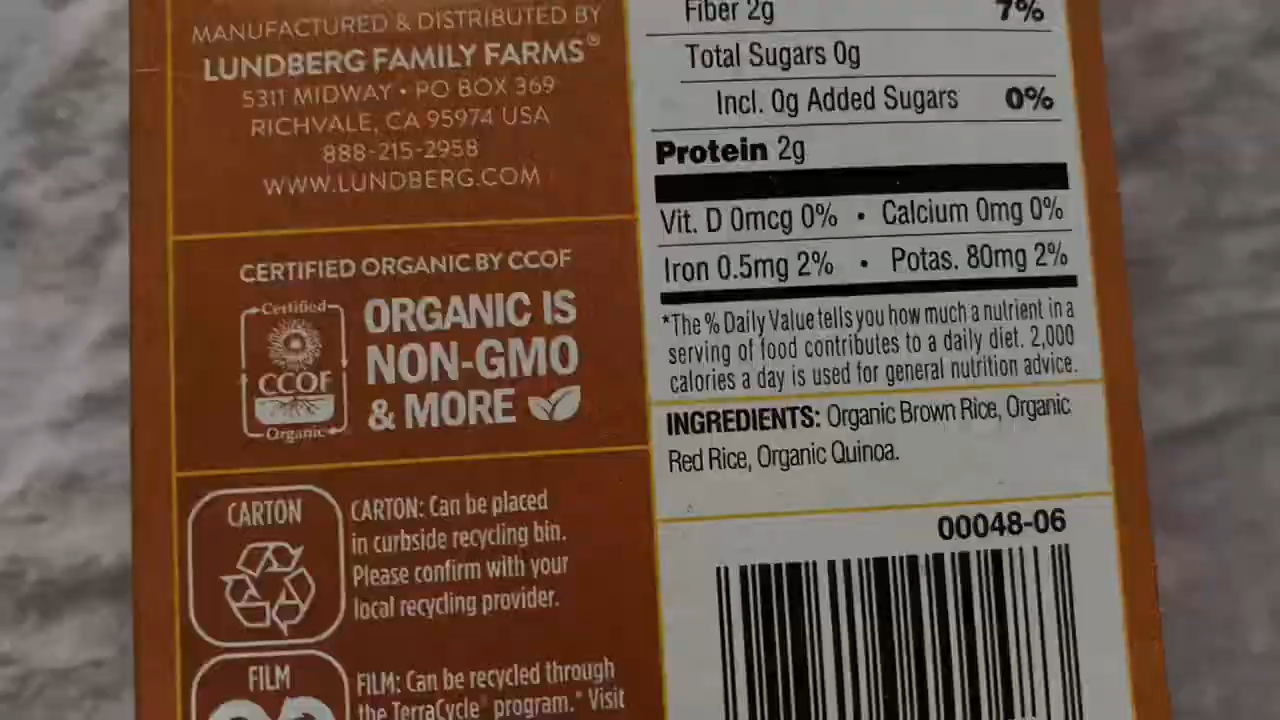 MANUFACTURED & DISTRIBUTED BY
LUNDBERG FAMILY FARMS®
5311 MIDWAY • PO BOX 369
RICHVALE, CA 95974 USA
888-215-2958
WWW.LUNDBERG.COM
CERTIFIED ORGANIC BY CCOF
Certified
CCOF
Organic
ORGANIC IS
NON-GMO
& MORE
CARTON
CARTON: Can be placed
in curbside recycling bin.
Please confirm with your
local recycling provider.
FILM
FILM: Can be recycled through
the TerraCycle® program.* Visit
Fiber 2g 7%
Total Sugars 0g
Incl. 0g Added Sugars 0%
Protein 2g
Vit. D 0mcg 0% • Calcium 0mg 0%
Iron 0.5mg 2% • Potas. 80mg 2%
*The % Daily Value tells you how much a nutrient in a
serving of food contributes to a daily diet. 2,000
calories a day is used for general nutrition advice.
INGREDIENTS: Organic Brown Rice, Organic
Red Rice, Organic Quinoa.
00048-06